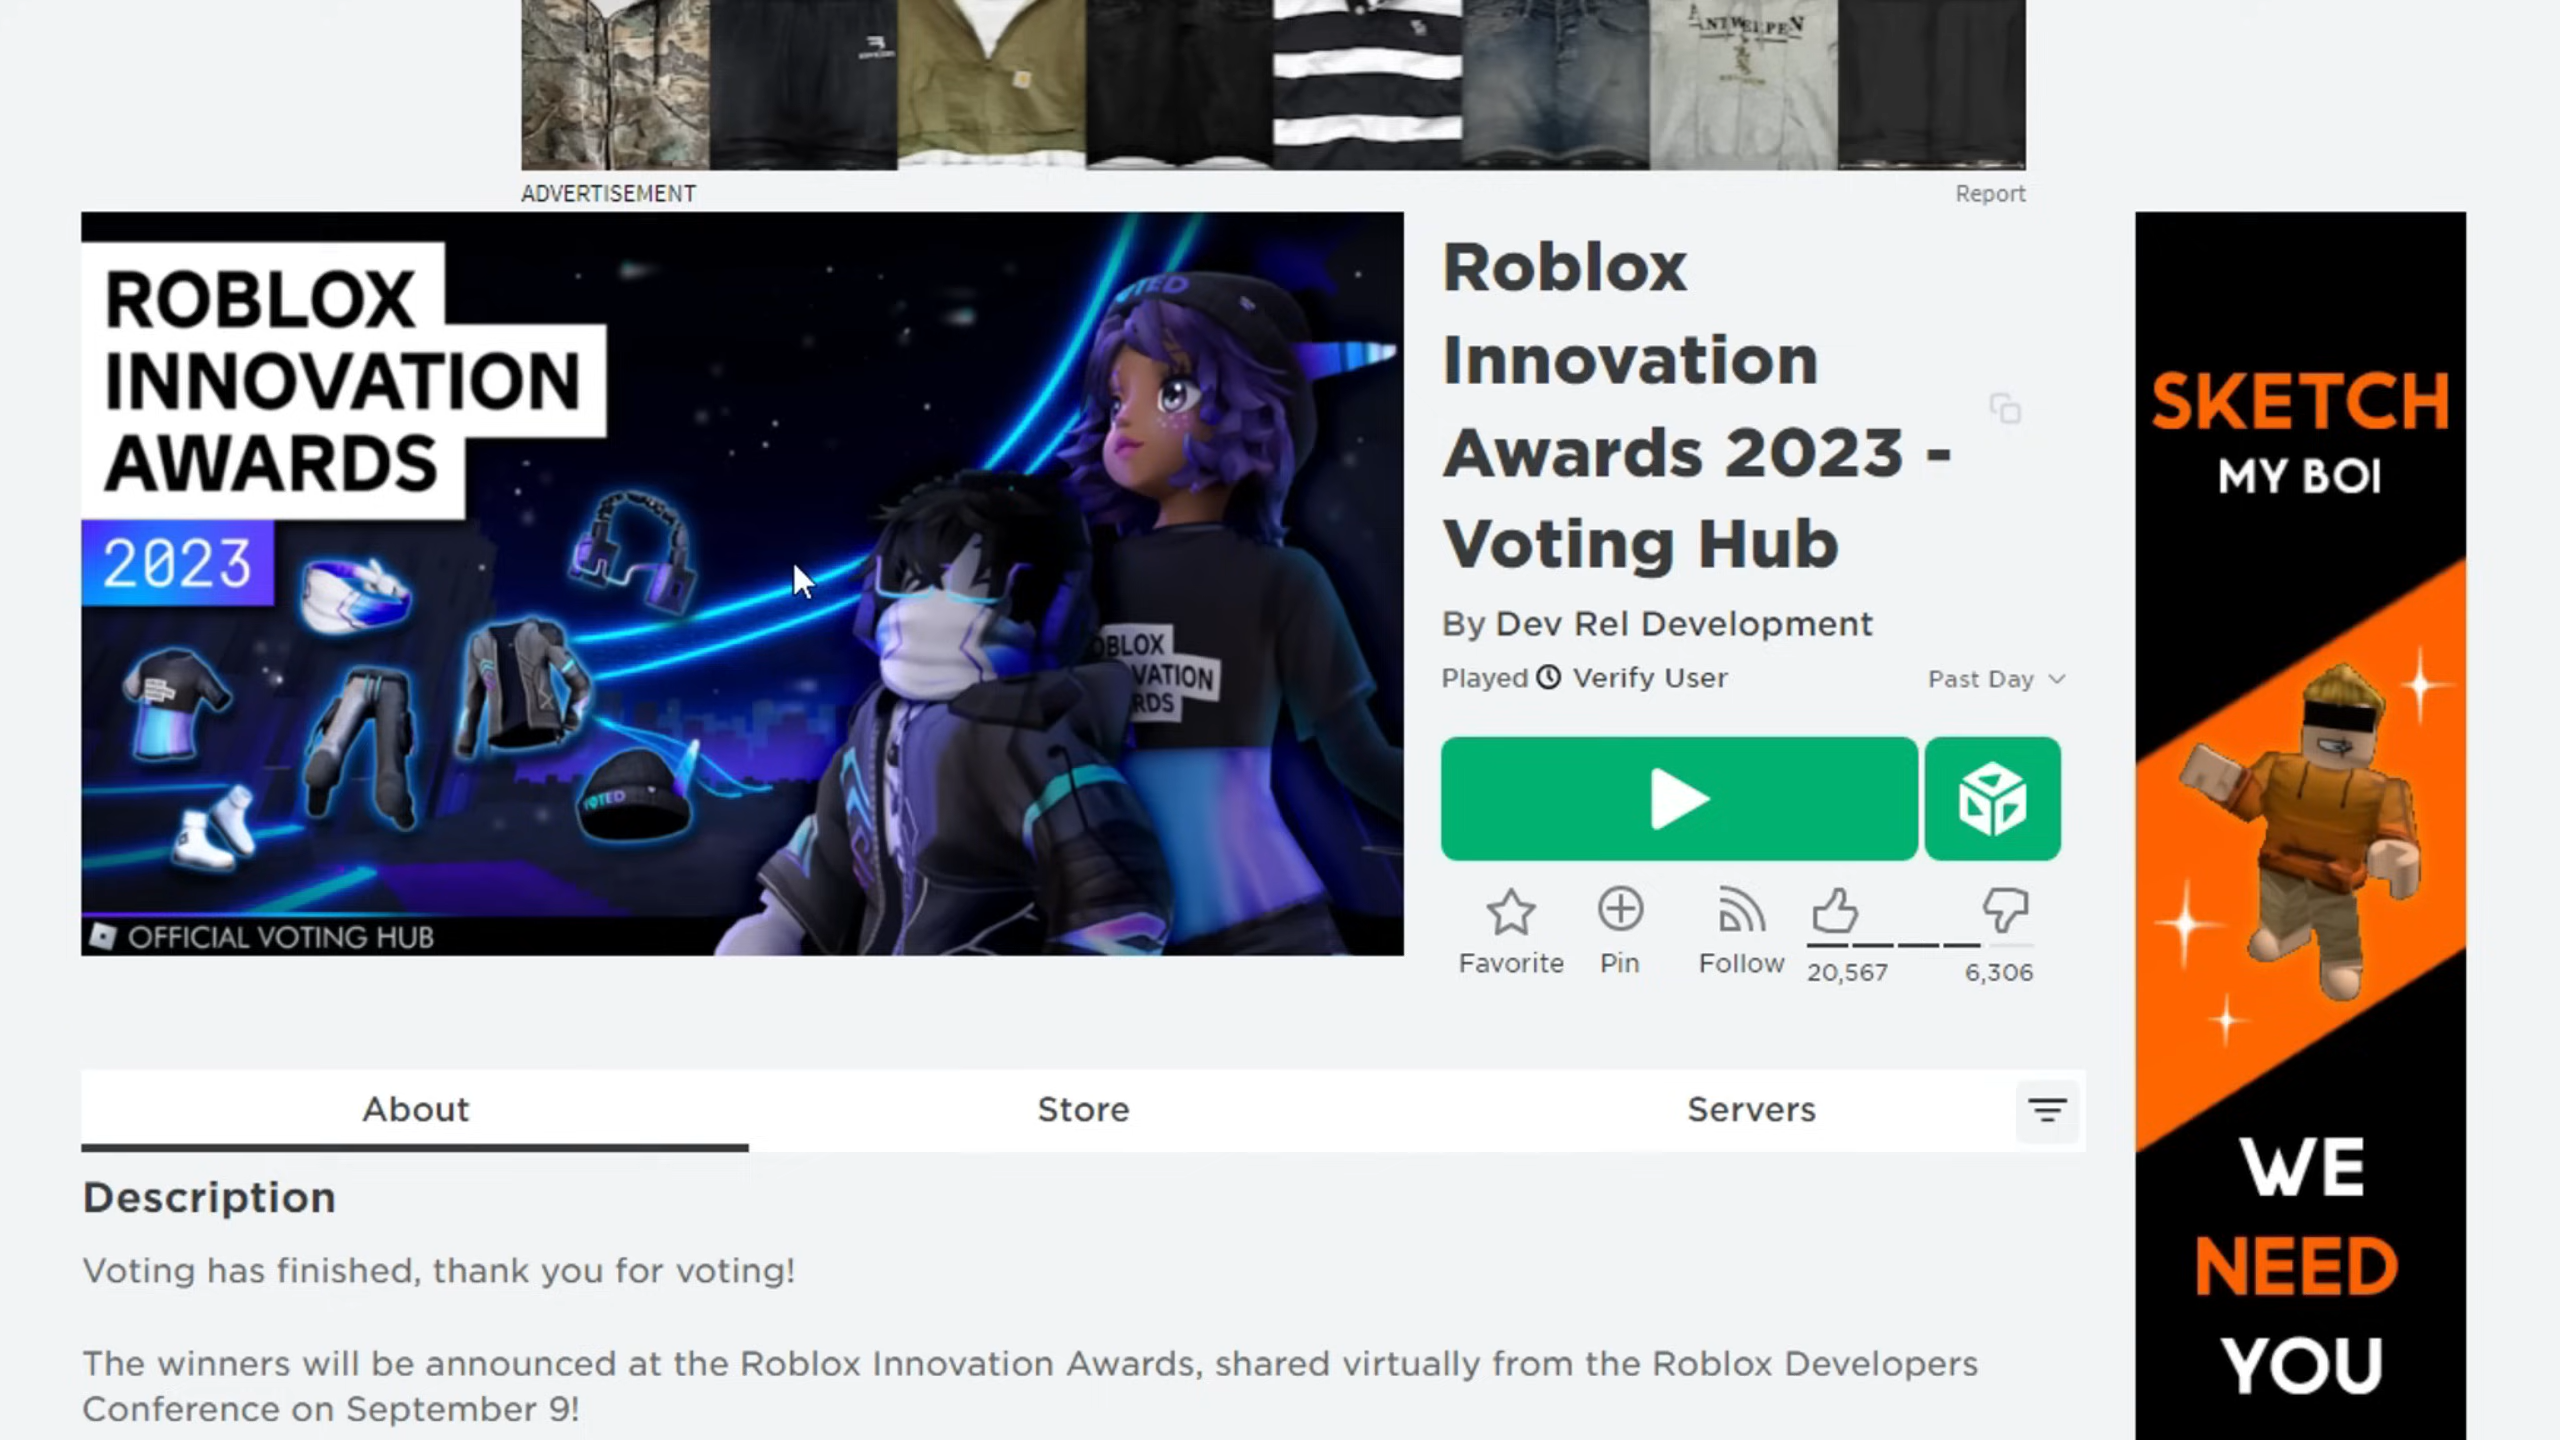 ANTWERPEN
ADVERTISEMENT
Report
ROBLOX
INNOVATION
AWARDS
2023
VOTED
OFFICIAL VOTING HUB
Roblox
Innovation
Awards 2023 -
Voting Hub
By Dev Rel Development
Played Verify User
Past Day
Favorite
Pin
Follow
20,567
6,306
SKETCH
MY BOI
WE
NEED
YOU
About
Store
Servers
Description
Voting has finished, thank you for voting!
The winners will be announced at the Roblox Innovation Awards, shared virtually from the Roblox Developers
Conference on September 9!